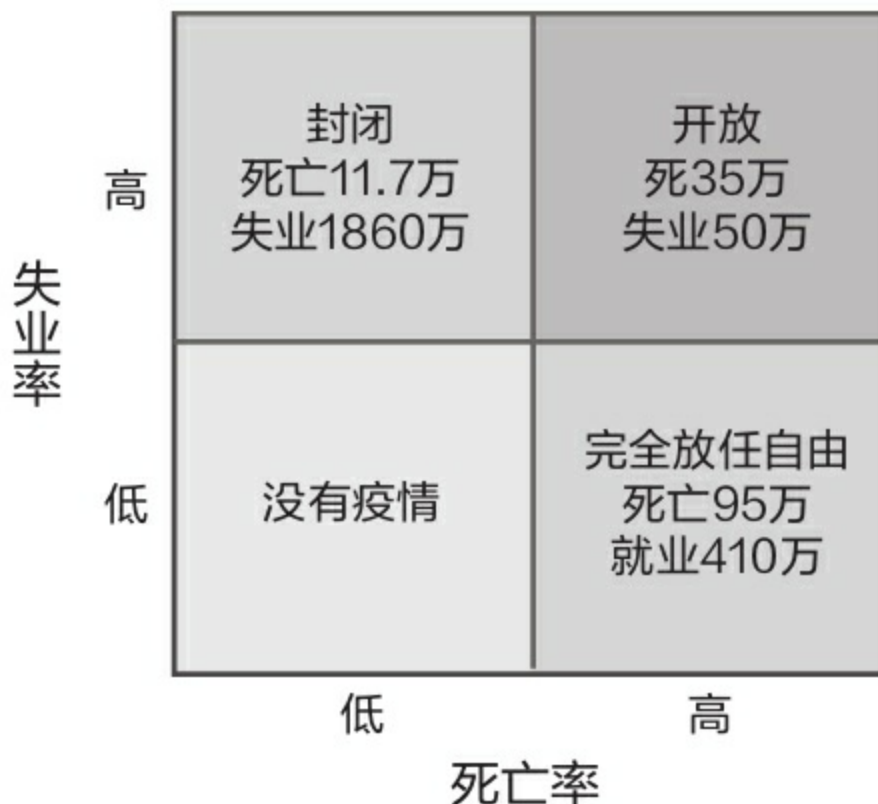 失业率
高
封闭
死亡11.7万
失业1860万
开放
死35万
失业50万
低
没有疫情
完全放任自由
死亡95万
就业410万
低
高
死亡率